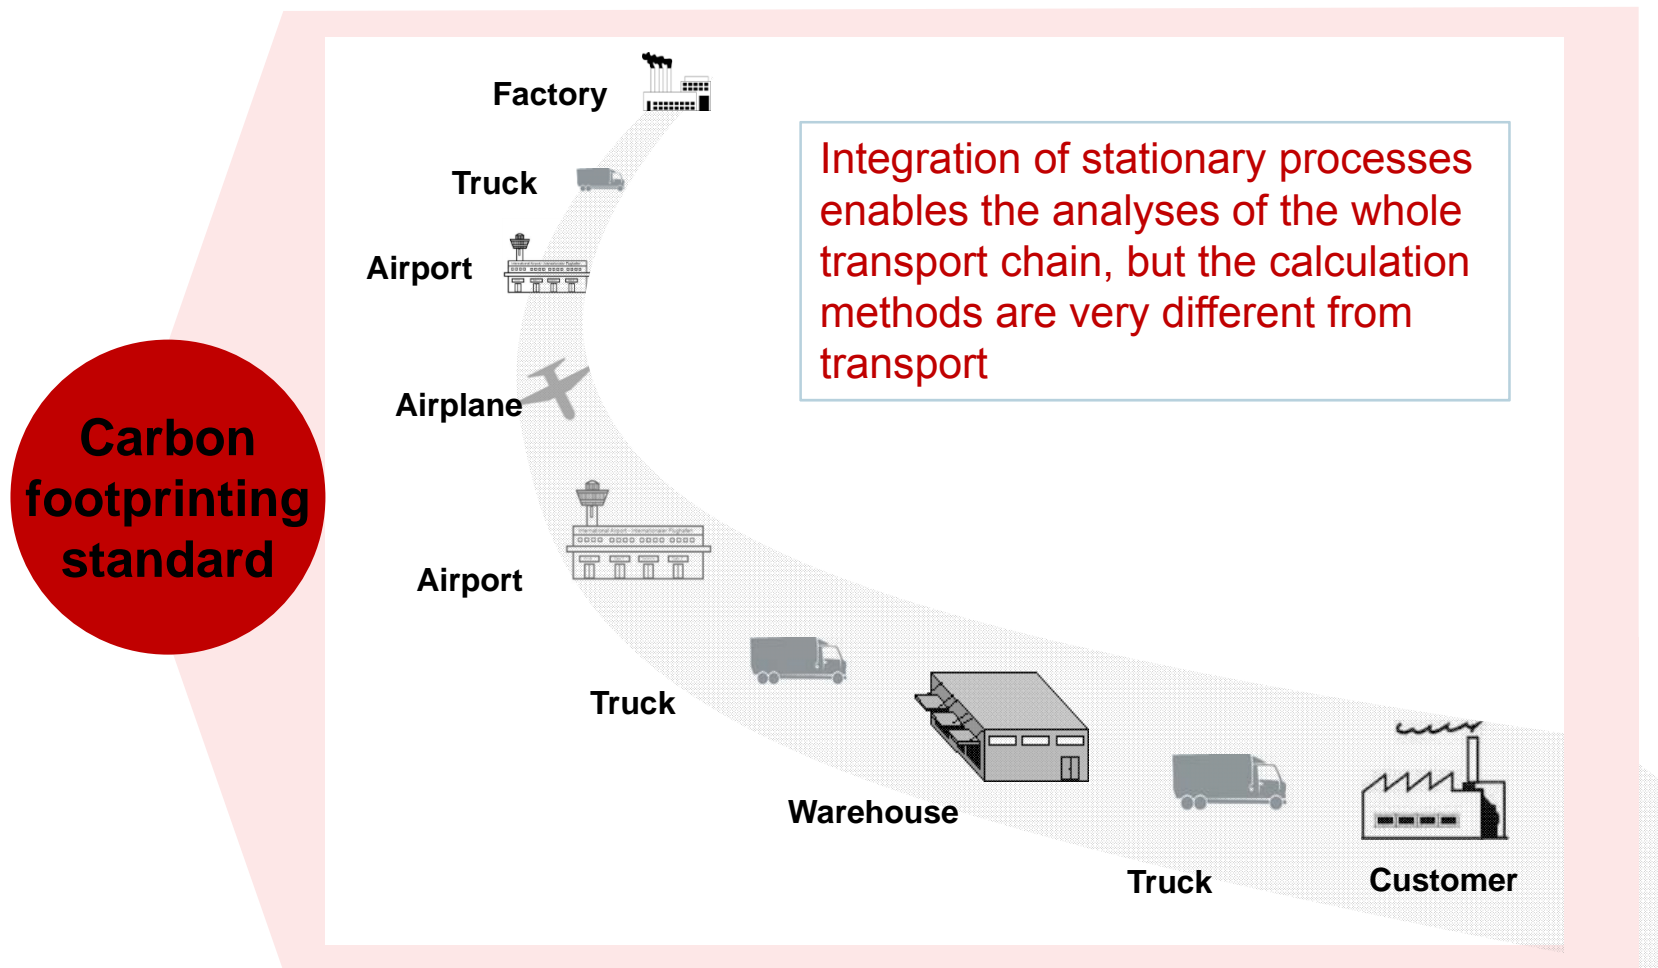 Factory
Truck
Airport
Airplane
Airport
Truck
Warehouse
Truck
Customer
Carbon
footprinting
standard
Integration of stationary processes
enables the analyses of the whole
transport chain, but the calculation
methods are very different from
transport